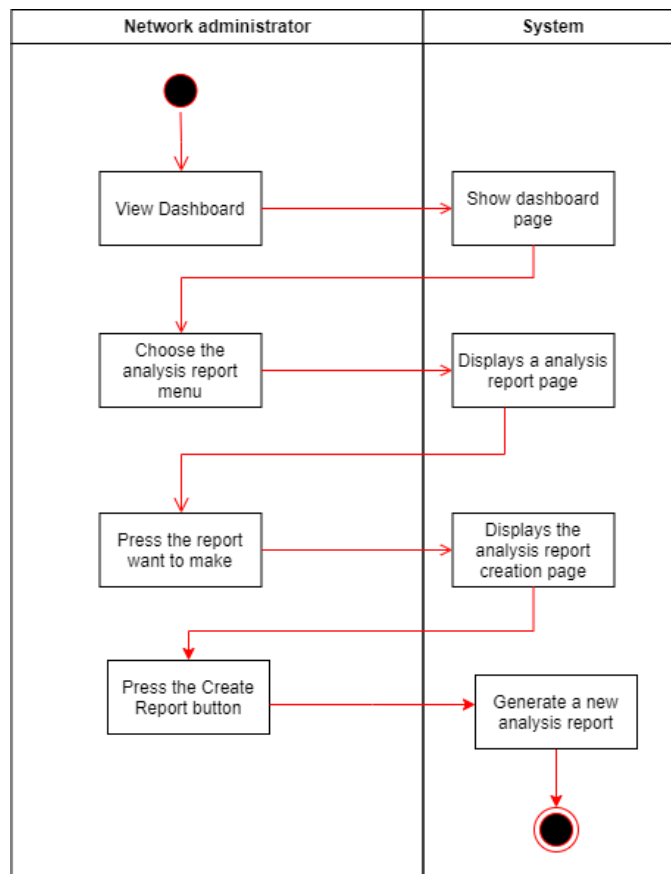 Network administrator
System
View Dashboard
Show dashboard
page
Choose the
analysis report
menu
Displays a analysis
report page
Press the report
want to make
Displays the
analysis report
creation page
Press the Create
Report button
Generate a new
analysis report